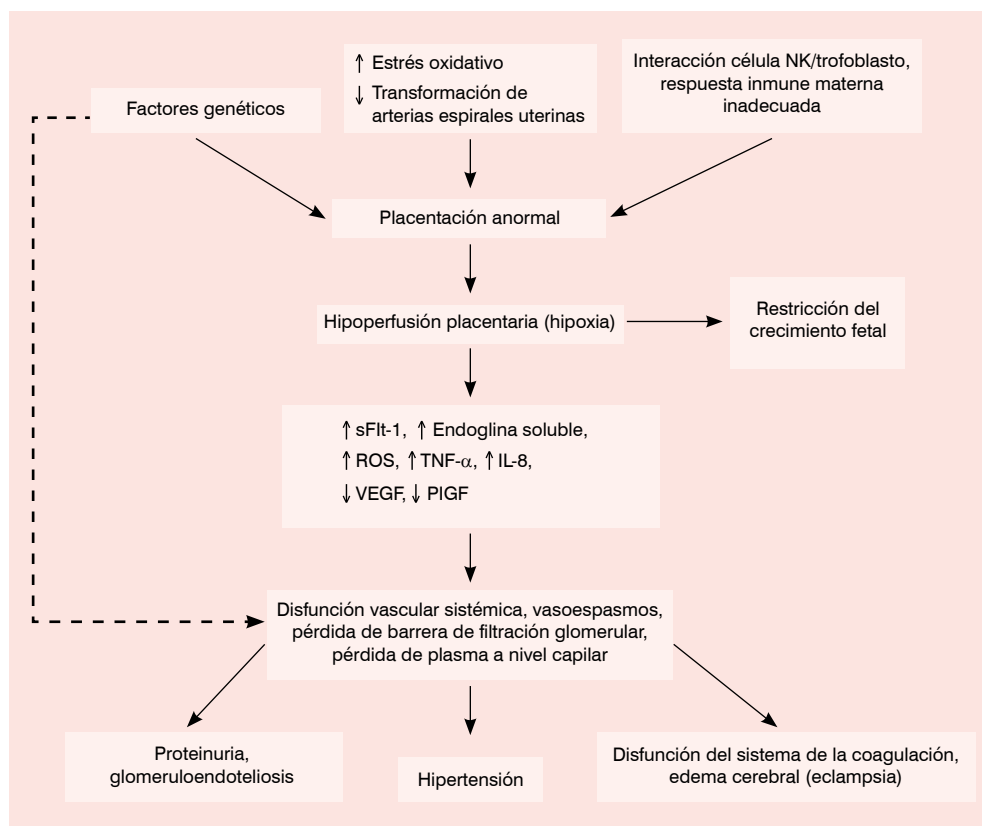 ↑ Estrés oxidativo
↓ Transformación de
arterias espirales uterinas
Interacción célula NK/trofoblasto,
respuesta inmune materna
inadecuada
Factores genéticos
Placentación anormal
Hipoperfusión placentaria (hipoxia)
Restricción del
crecimiento fetal
↑ sFlt-1, ↑ Endoglina soluble,
↑ ROS, ↑ TNF-α, ↑ IL-8,
↓ VEGF, ↓ PIGF
Disfunción vascular sistémica, vasoespasmos,
pérdida de barrera de filtración glomerular,
pérdida de plasma a nivel capilar
Proteinuria,
glomeruloendoteliosis
Hipertensión
Disfunción del sistema de la coagulación,
edema cerebral (eclampsia)